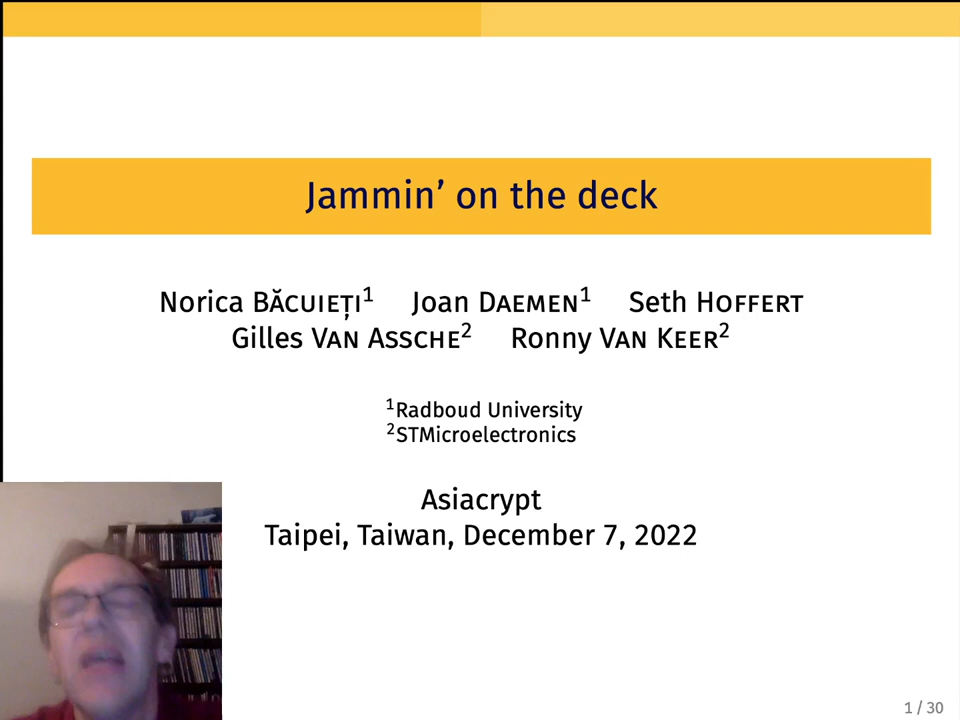 Jammin’ on the deck
Norica BĂCUIEȚI¹ Joan DAEMEN¹ Seth HOFFERT
Gilles VAN ASSCHE² Ronny VAN KEER²
¹Radboud University
²STMicroelectronics
Asiacrypt
Taipei, Taiwan, December 7, 2022
1 / 30